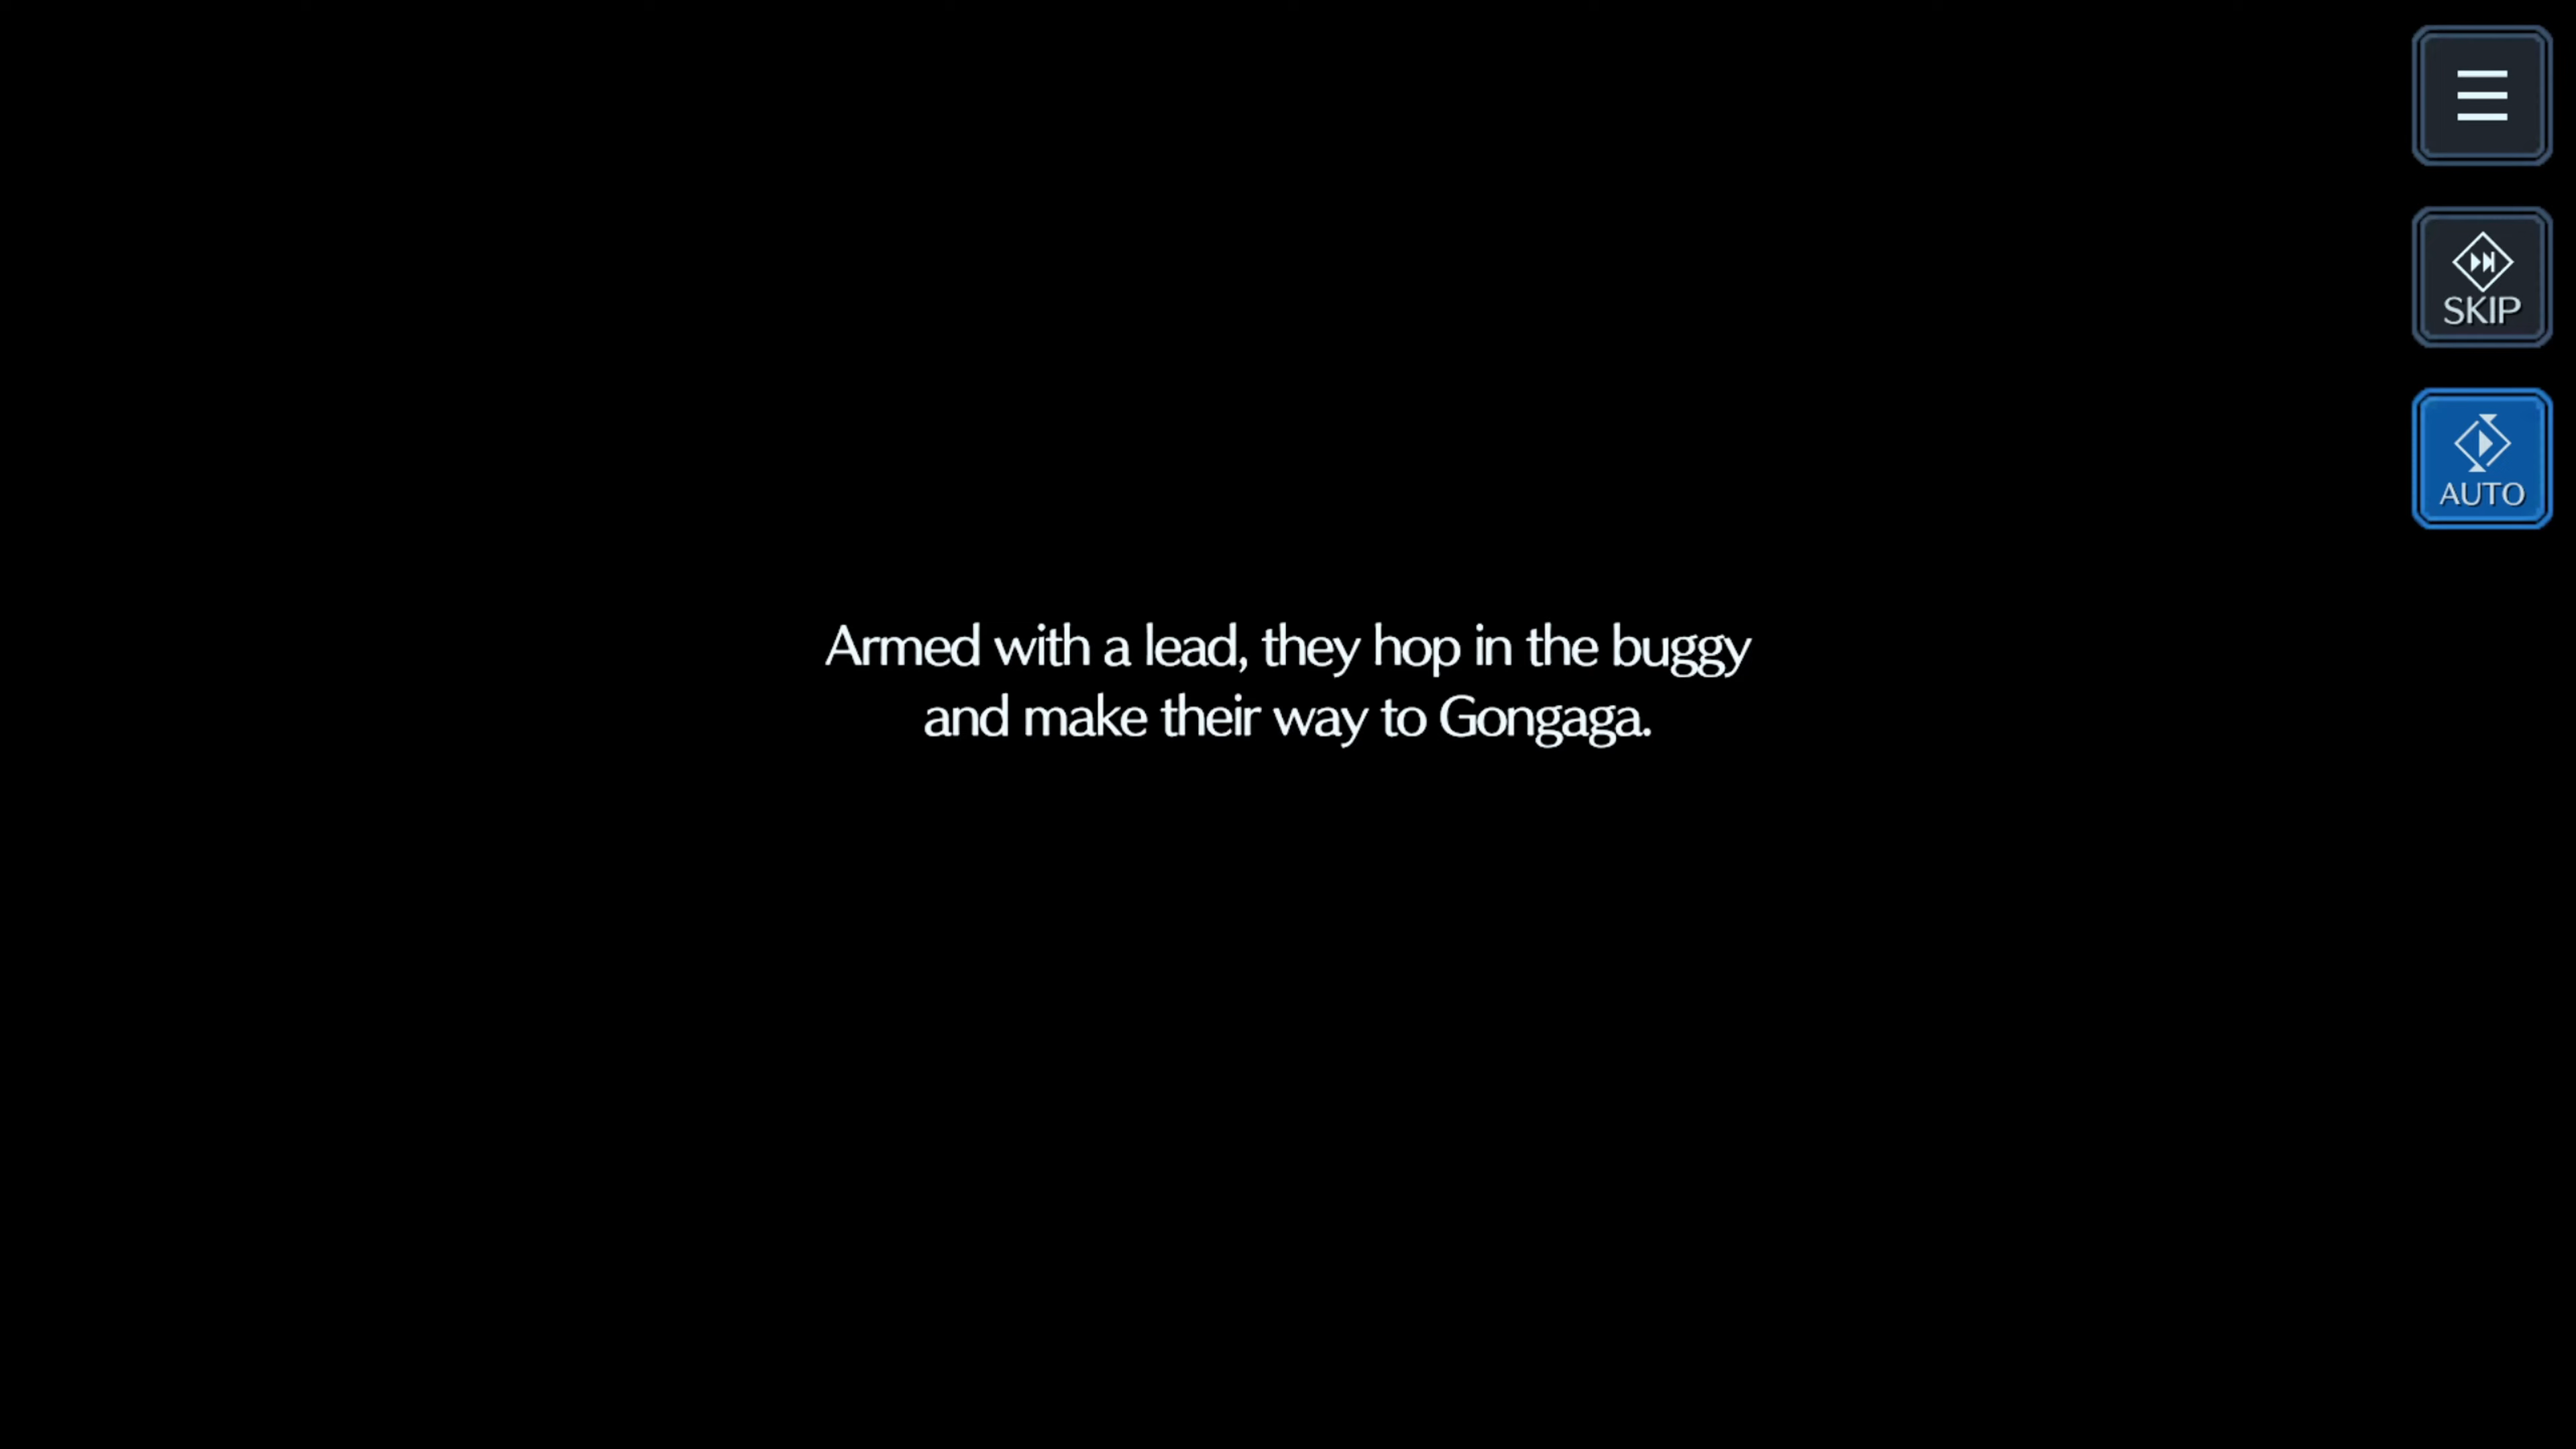 SKIP
AUTO
Armed with a lead, they hop in the buggy
and make their way to Gongaga.